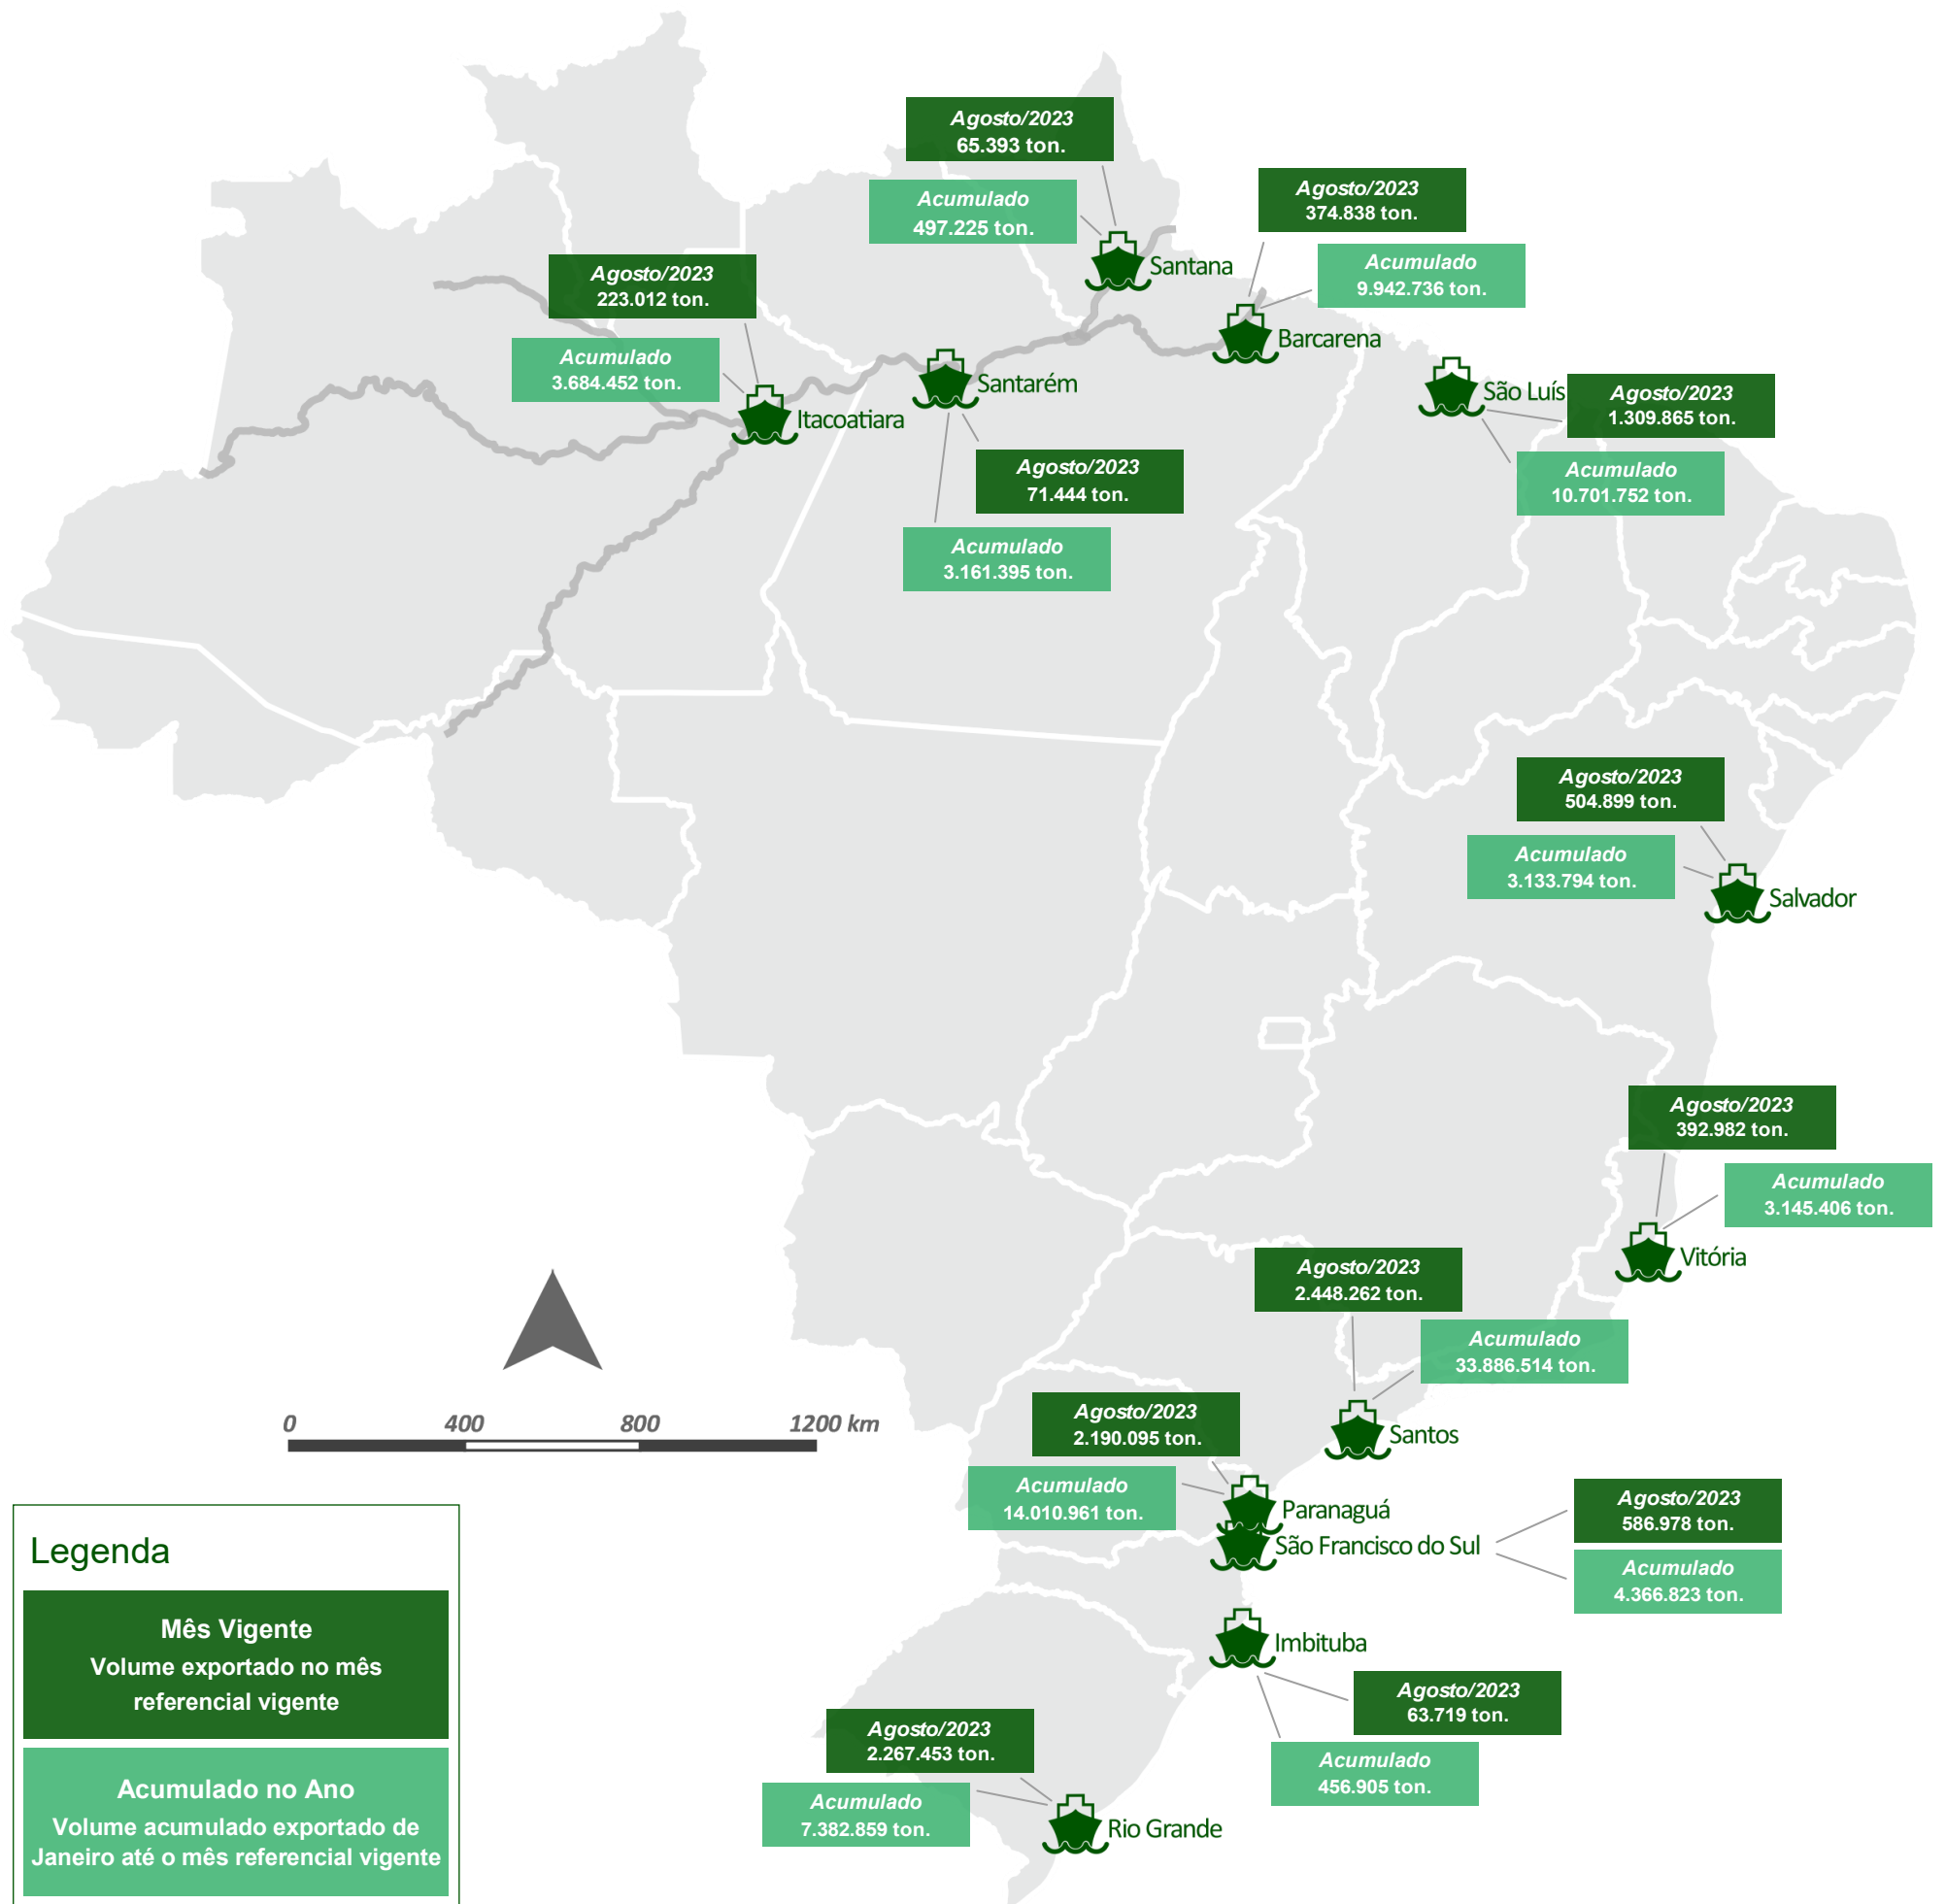 Agosto/2023
65.393 ton.
Acumulado
497.225 ton.
Santana
Agosto/2023
374.838 ton.
Acumulado
9.942.736 ton.
Barcarena
Agosto/2023
223.012 ton.
Acumulado
3.684.452 ton.
Itacoatiara
Santarém
Agosto/2023
71.444 ton.
Acumulado
3.161.395 ton.
São Luís
Agosto/2023
1.309.865 ton.
Acumulado
10.701.752 ton.
Agosto/2023
504.899 ton.
Acumulado
3.133.794 ton.
Salvador
Agosto/2023
392.982 ton.
Acumulado
3.145.406 ton.
Vitória
Agosto/2023
2.448.262 ton.
Acumulado
33.886.514 ton.
Santos
Agosto/2023
2.190.095 ton.
Acumulado
14.010.961 ton.
Paranaguá
São Francisco do Sul
Agosto/2023
586.978 ton.
Acumulado
4.366.823 ton.
Imbituba
Agosto/2023
63.719 ton.
Acumulado
456.905 ton.
Agosto/2023
2.267.453 ton.
Acumulado
7.382.859 ton.
Rio Grande
0 400 800 1200 km
Legenda
Mês Vigente
Volume exportado no mês
referencial vigente
Acumulado no Ano
Volume acumulado exportado de
Janeiro até o mês referencial vigente